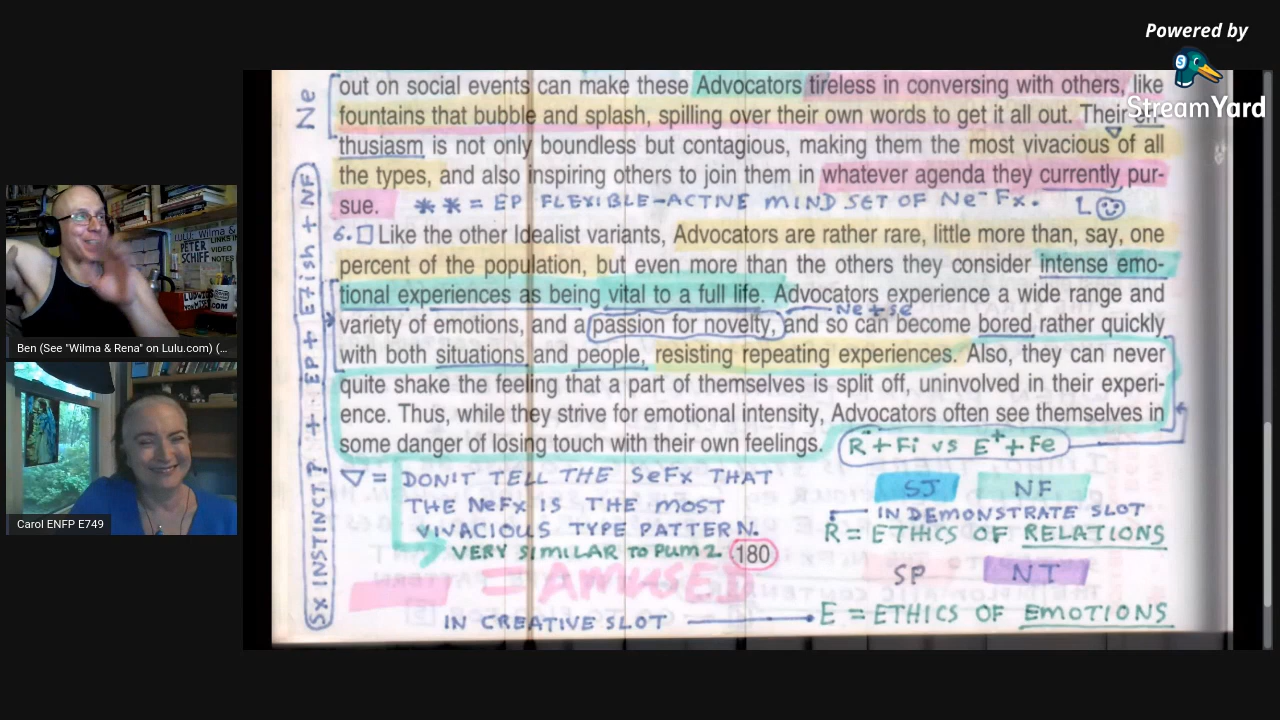 Powered by
StreamYard
out on social events can make these Advocators tireless in conversing with others, like
fountains that bubble and splash, spilling over their own words to get it all out. Their en-
thusiasm is not only boundless but contagious, making them the most vivacious of all
the types, and also inspiring others to join them in whatever agenda they currently pur-
sue. ** = EP FLEXIBLE-ACTIVE MIND SET OF Ne⁻Fx. L
6. Like the other Idealist variants, Advocators are rather rare, little more than, say, one
percent of the population, but even more than the others they consider intense emo-
tional experiences as being vital to a full life. Advocators experience a wide range and
Ne + se
variety of emotions, and a passion for novelty, and so can become bored rather quickly
with both situations and people, resisting repeating experiences. Also, they can never
quite shake the feeling that a part of themselves is split off, uninvolved in their experi-
ence. Thus, while they strive for emotional intensity, Advocators often see themselves in
some danger of losing touch with their own feelings. R⁻+Fi vs E⁺+Fe
▽ = DON'T TELL THE SeFx THAT
THE NeFx IS THE MOST
VIVACIOUS TYPE PATTERN.
VERY SIMILAR TO PUM 2 180
= AMUSED
IN CREATIVE SLOT
SJ NF
IN DEMONSTRATE SLOT
R = ETHICS OF RELATIONS
SP NT
E = ETHICS OF EMOTIONS
Ne
Sx INSTINCT? + EP + E7ish + NF
LULU: Wilma &
PETER
SCHIFF
LINKS IN
VIDEO
NOTES
Ben (See "Wilma & Rena" on Lulu.com) (...
Carol ENFP E749